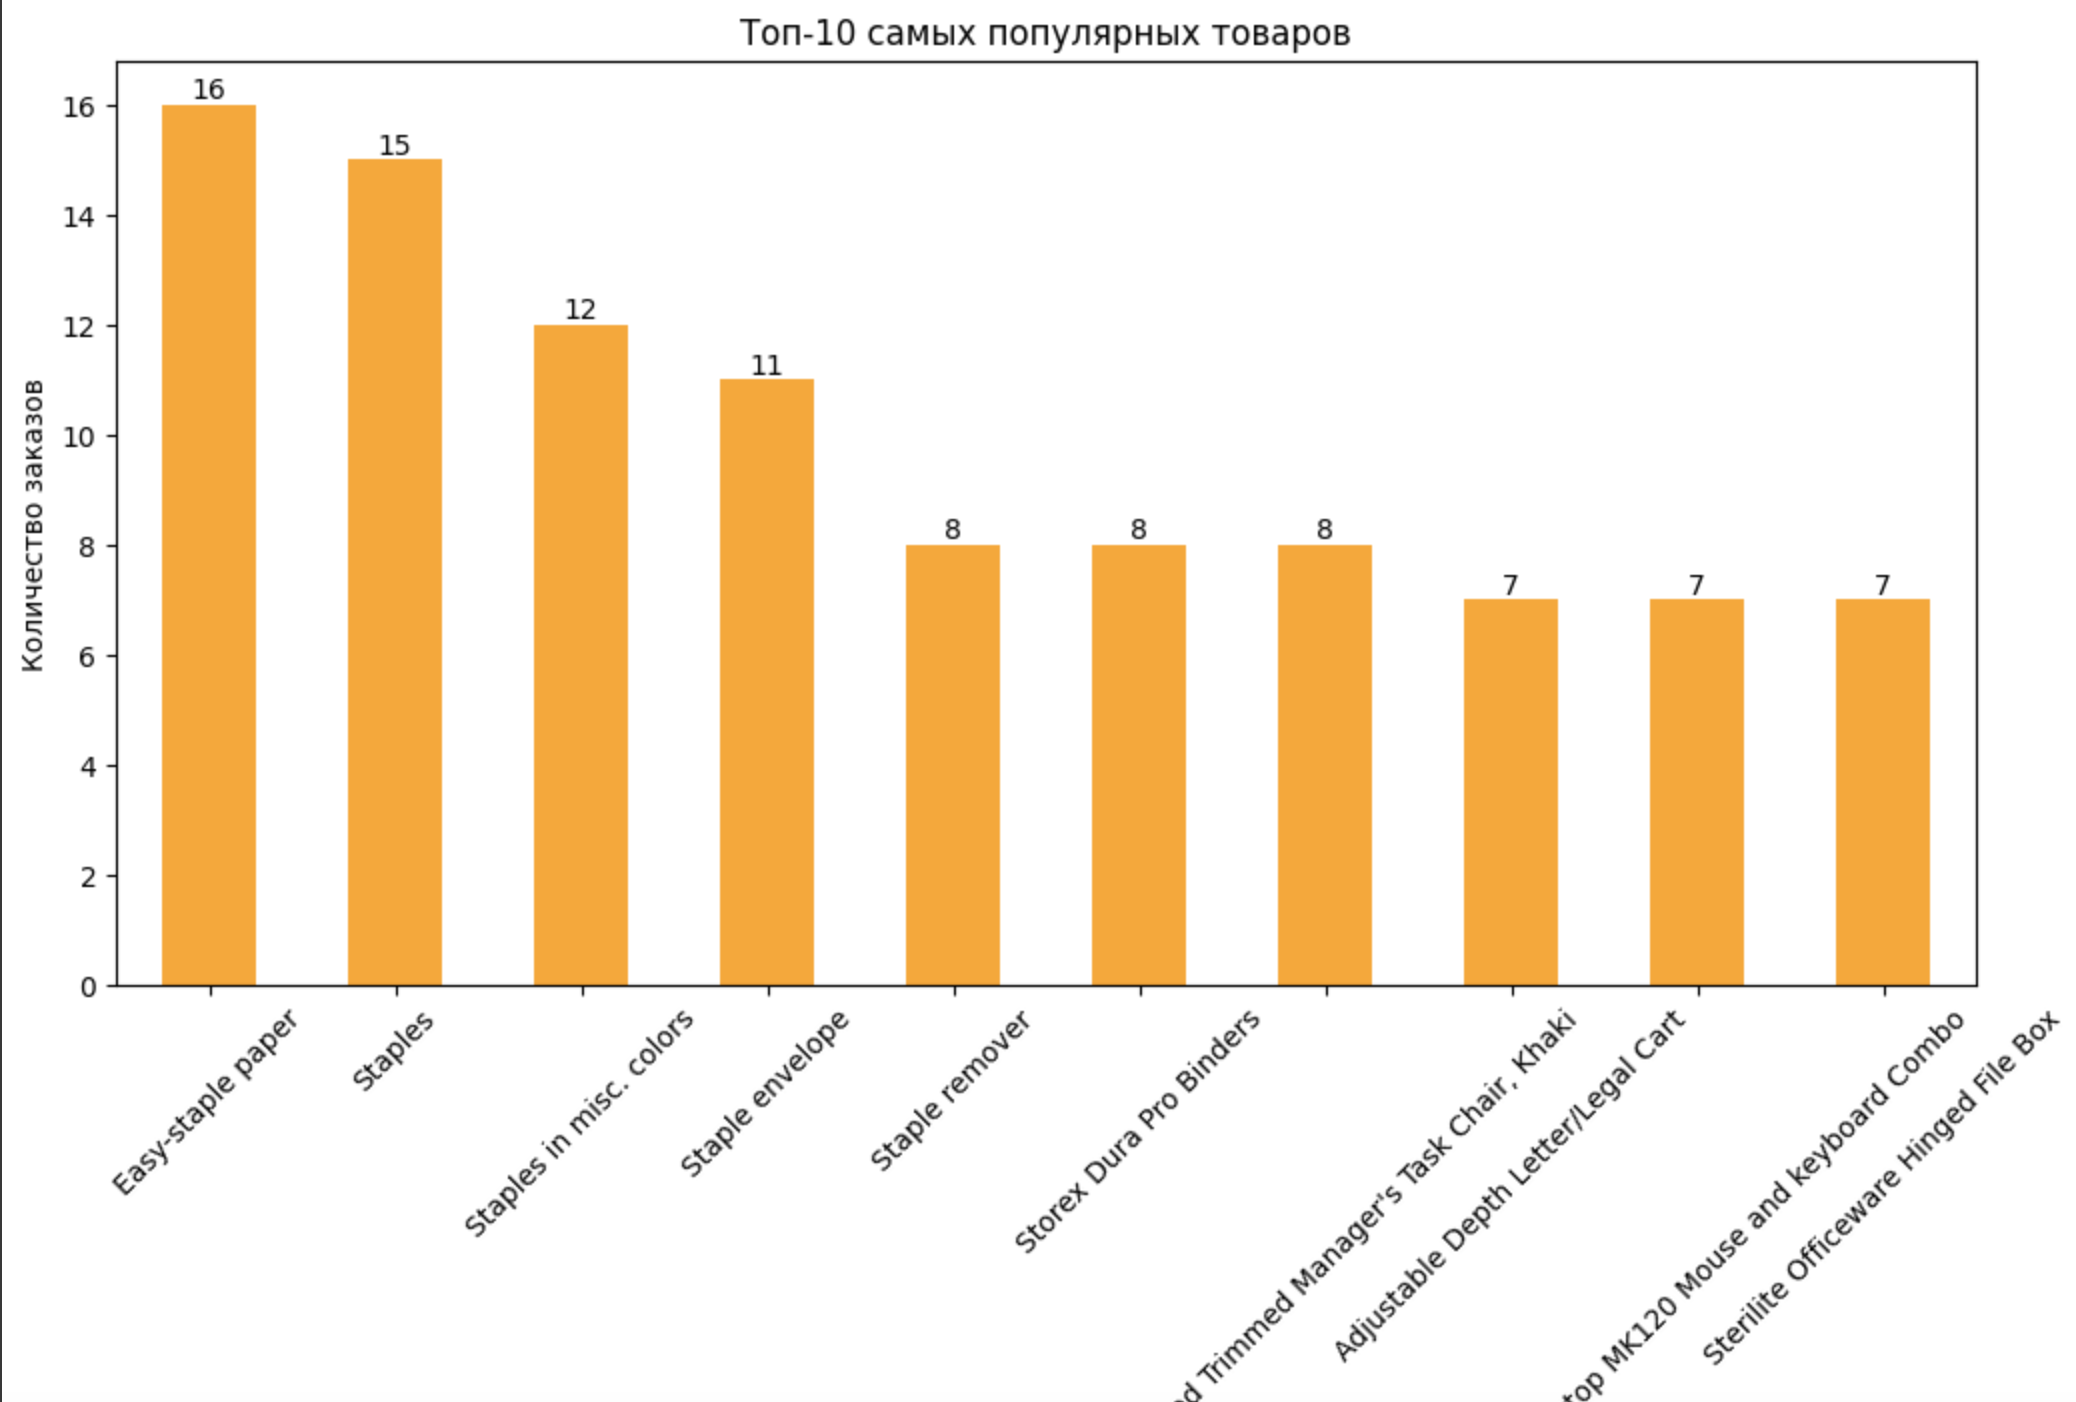 Топ-10 самых популярных товаров
Количество заказов
16
14
12
10
8
6
4
2
0
16
15
12
11
8
8
8
7
7
7
Easy-staple paper
Staples
Staples in misc. colors
Staple envelope
Staple remover
Storex Dura Pro Binders
Trimmed Manager's Task Chair, Khaki
Adjustable Depth Letter/Legal Cart
MK120 Mouse and keyboard Combo
Sterilite Officeware Hinged File Box